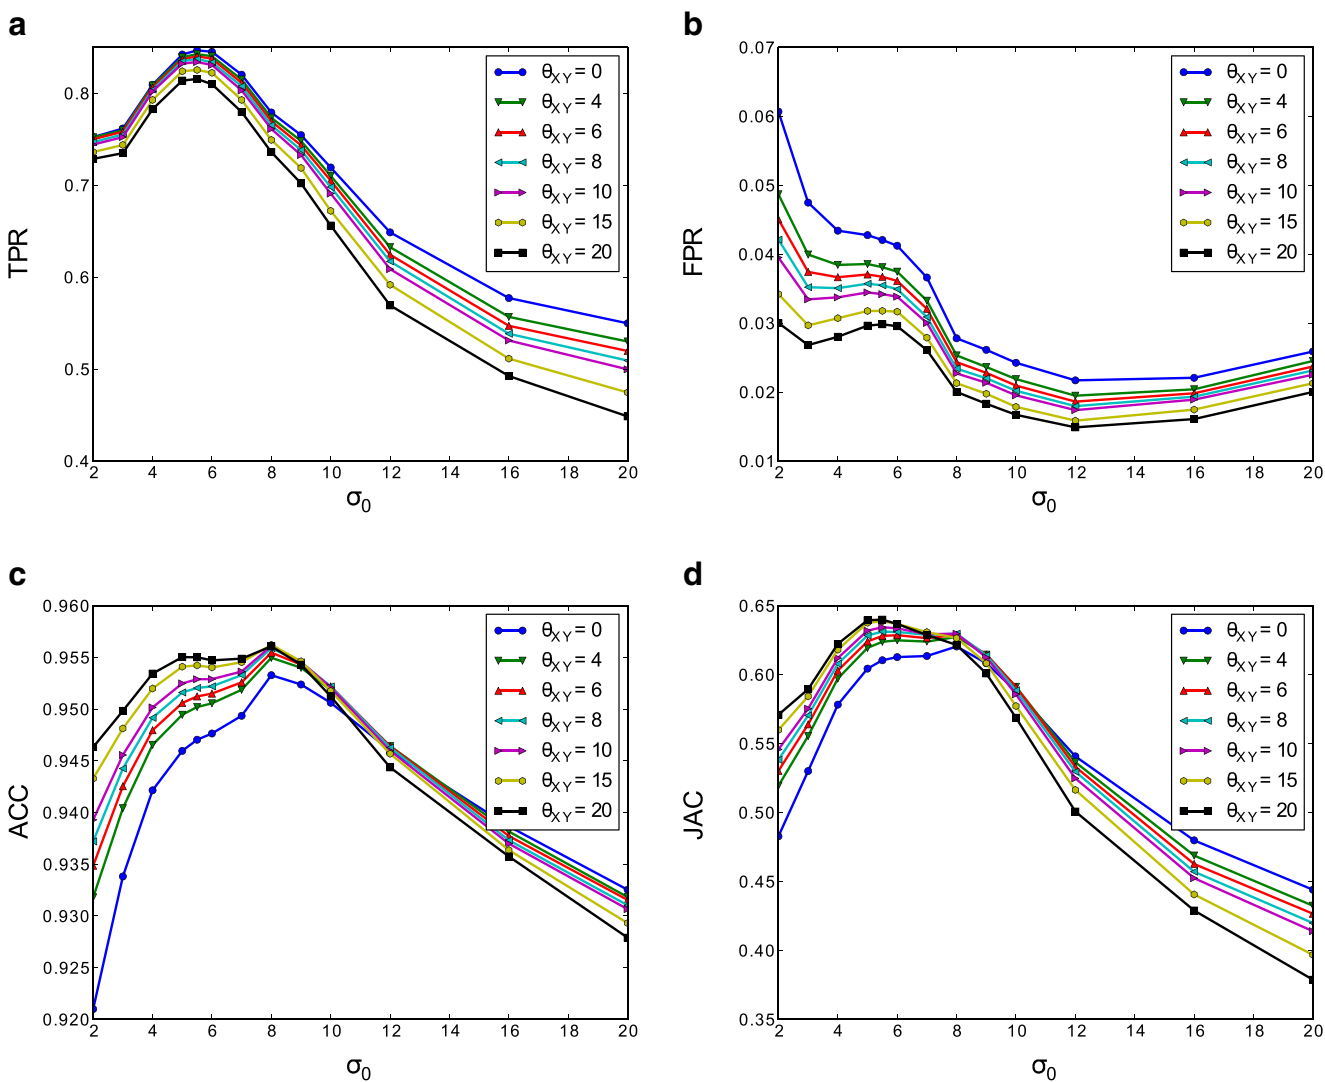 a
0.8
0.7
0.6
0.5
0.4
TPR
2 4 6 8 10 12 14 16 18 20
σ0
θXY = 0
θXY = 4
θXY = 6
θXY = 8
θXY = 10
θXY = 15
θXY = 20
b
0.07
0.06
0.05
0.04
0.03
0.02
0.01
FPR
2 4 6 8 10 12 14 16 18 20
σ0
θXY = 0
θXY = 4
θXY = 6
θXY = 8
θXY = 10
θXY = 15
θXY = 20
c
0.960
0.955
0.950
0.945
0.940
0.935
0.930
0.925
0.920
ACC
2 4 6 8 10 12 14 16 18 20
σ0
θXY = 0
θXY = 4
θXY = 6
θXY = 8
θXY = 10
θXY = 15
θXY = 20
d
0.65
0.60
0.55
0.50
0.45
0.40
0.35
JAC
2 4 6 8 10 12 14 16 18 20
σ0
θXY = 0
θXY = 4
θXY = 6
θXY = 8
θXY = 10
θXY = 15
θXY = 20